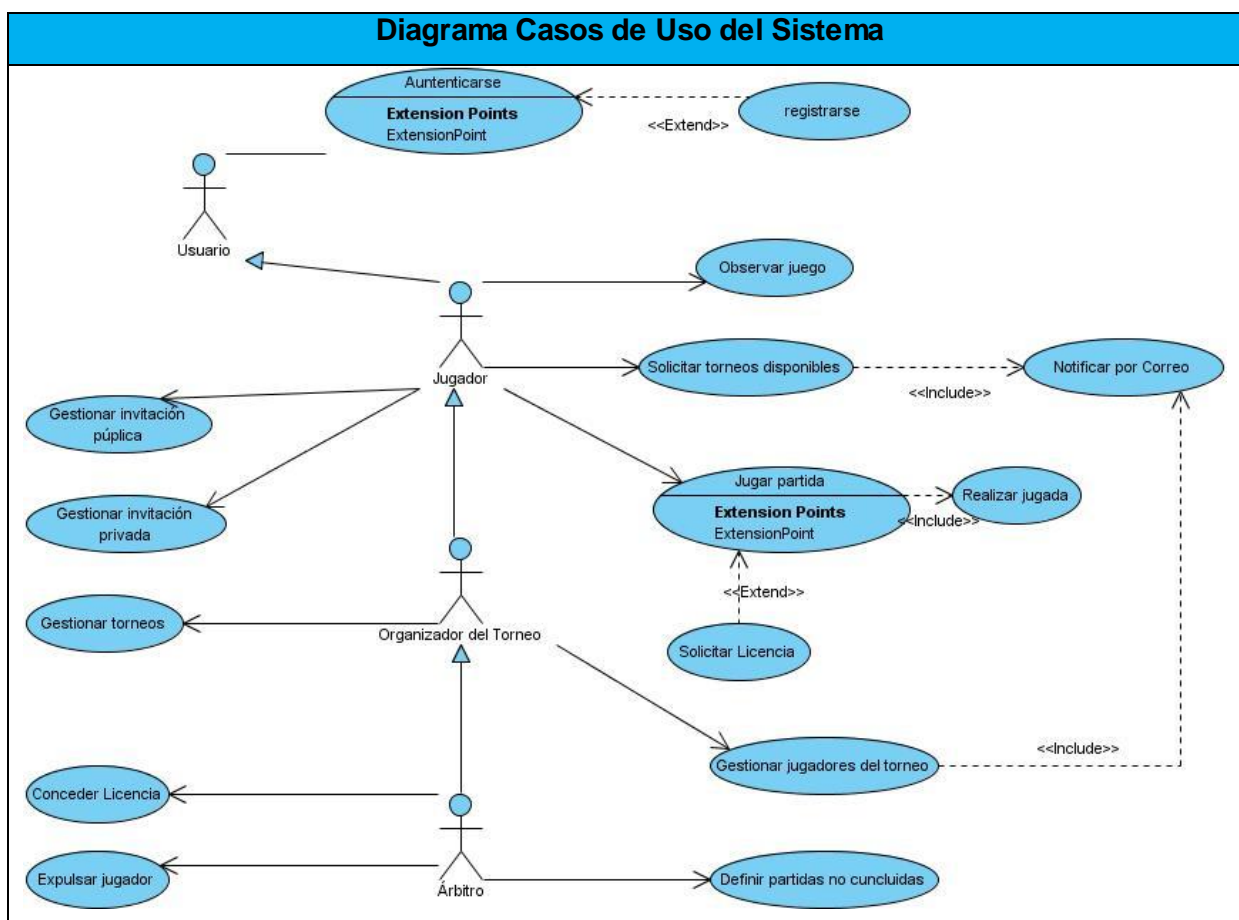 Diagrama Casos de Uso del Sistema
Auntenticarse
Extension Points
ExtensionPoint
<<Extend>>
registrarse
Usuario
Observar juego
Jugador
Solicitar torneos disponibles
<<Include>>
Notificar por Correo
Gestionar invitación
púplica
Gestionar invitación
privada
Jugar partida
Extension Points
ExtensionPoint
<<Include>>
Realizar jugada
<<Extend>>
Solicitar Licencia
Gestionar torneos
Organizador del Torneo
Gestionar jugadores del torneo
<<Include>>
Conceder Licencia
Expulsar jugador
Árbitro
Definir partidas no cuncluidas